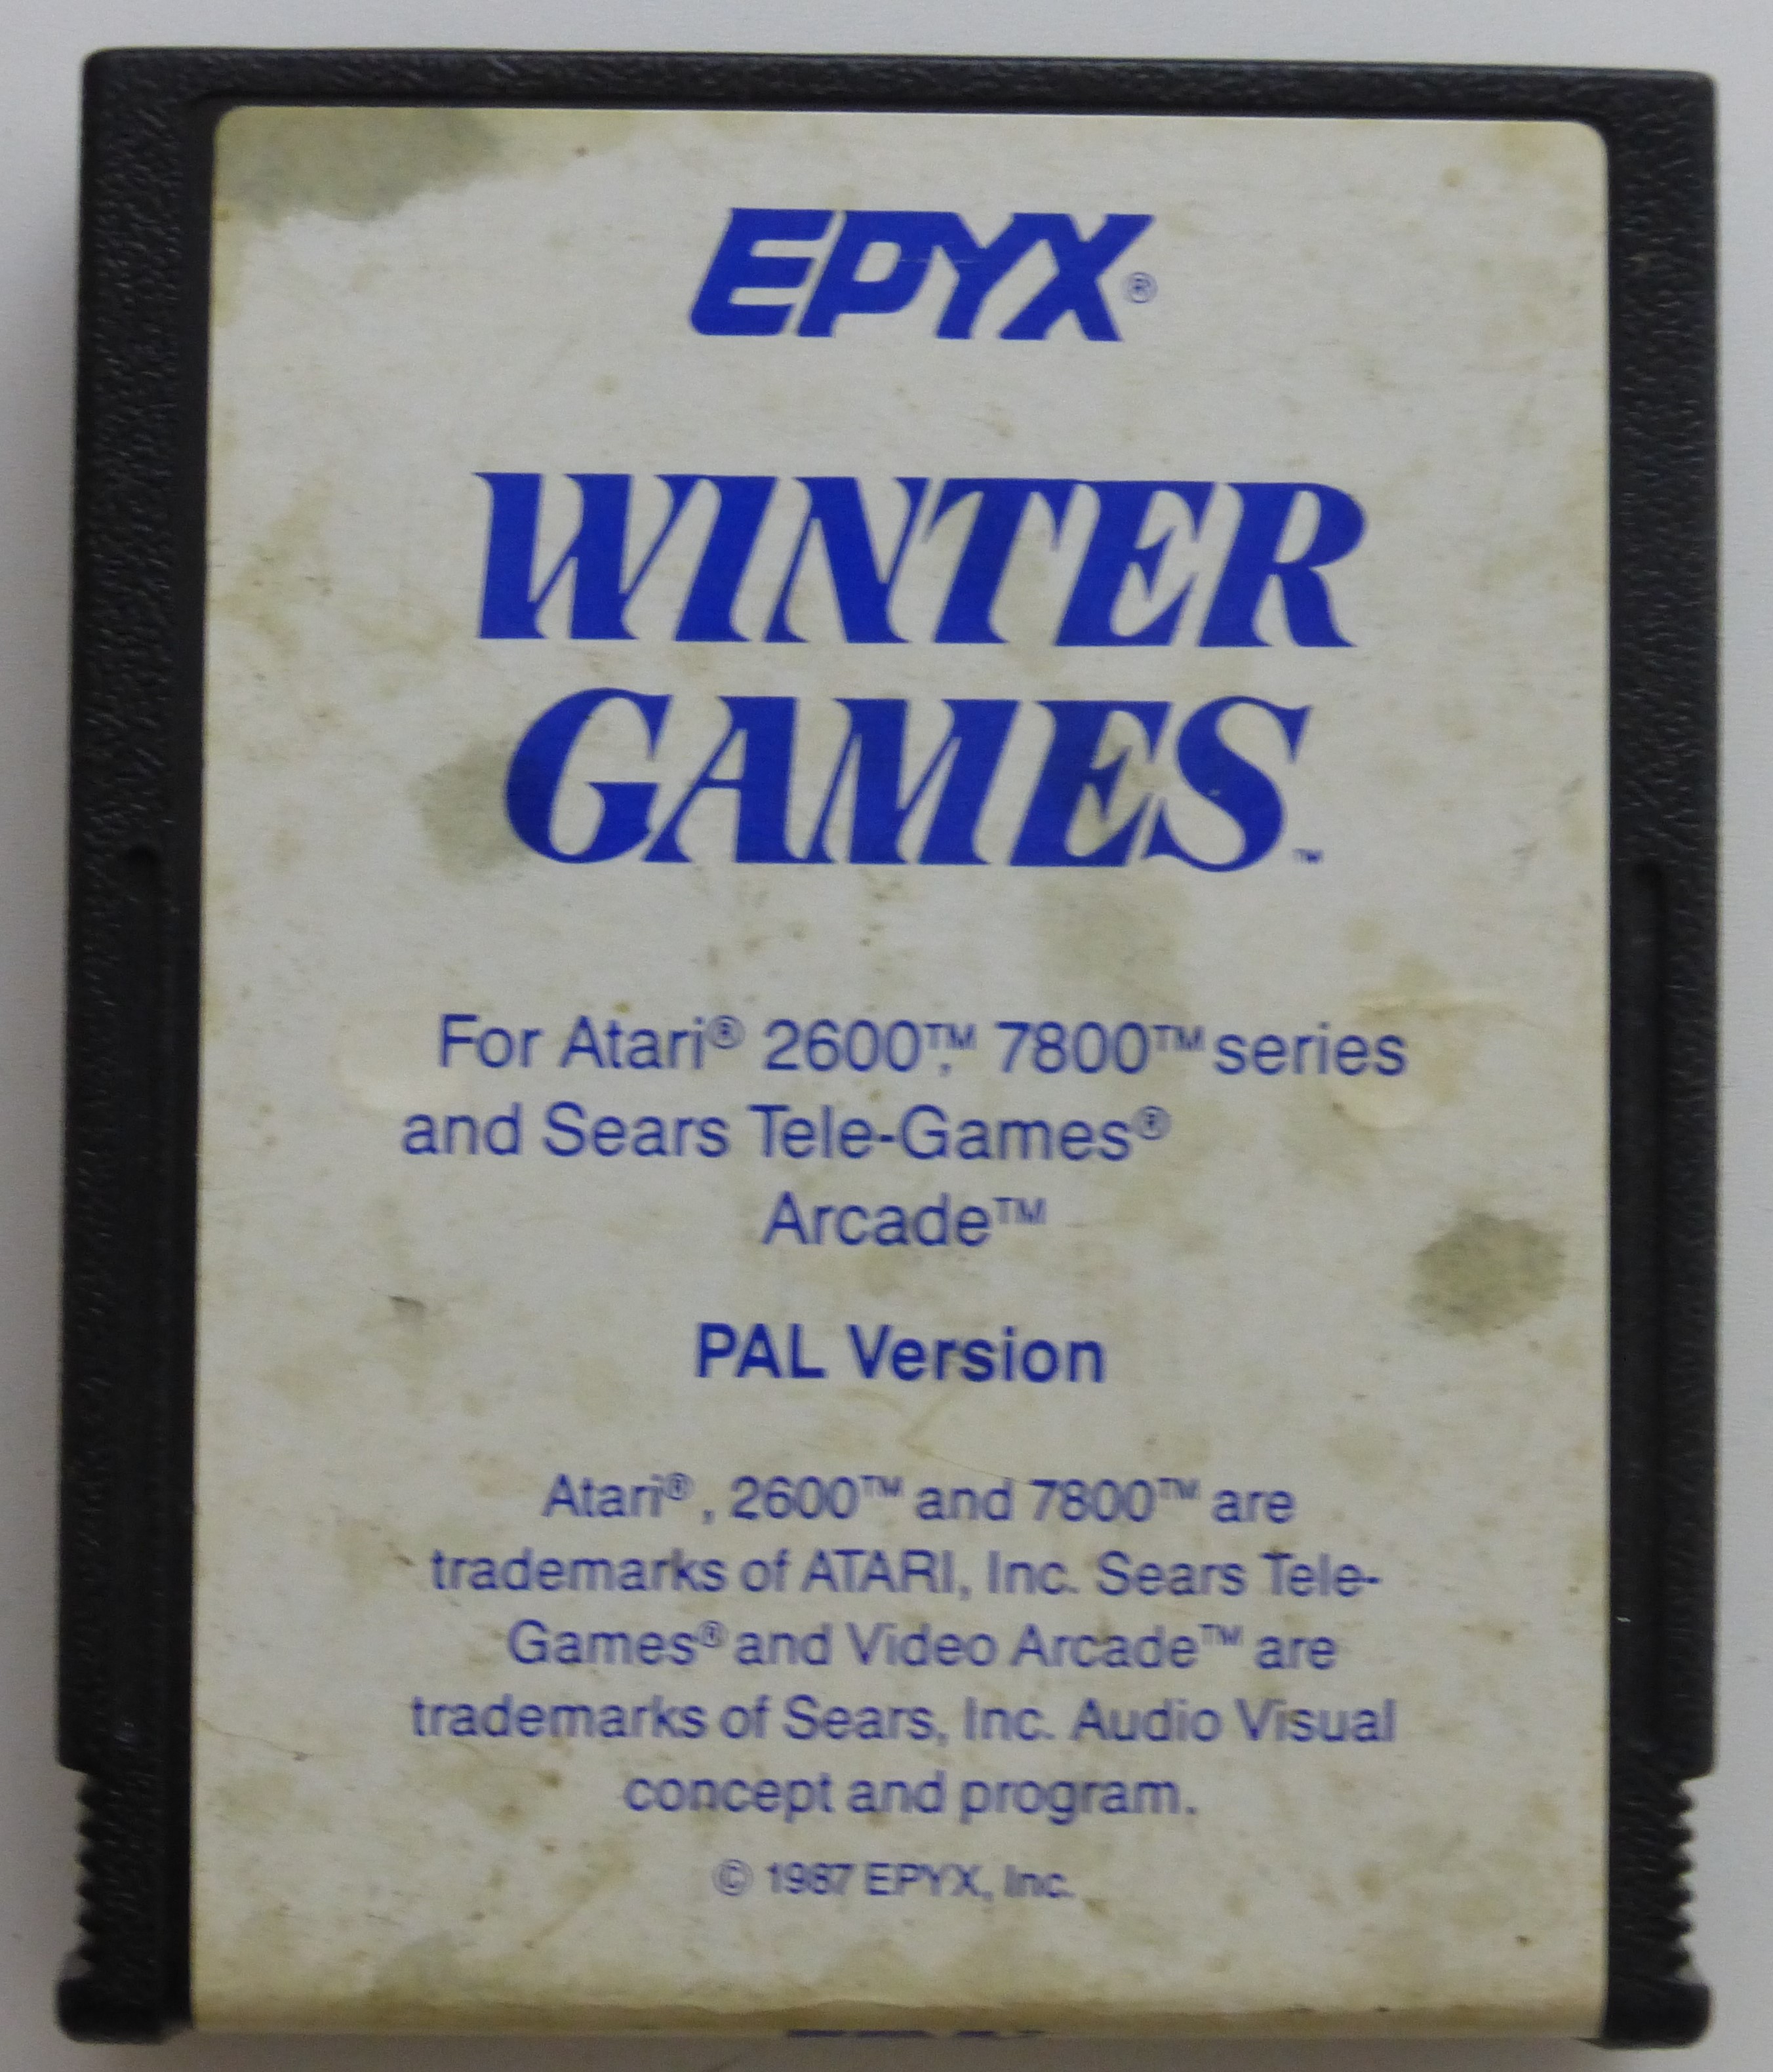 EPYX®
WINTER
GAMES™
For Atari® 2600™, 7800™ series
and Sears Tele-Games®
Arcade™
PAL Version
Atari®, 2600™ and 7800™ are
trademarks of ATARI, Inc. Sears Tele-
Games® and Video Arcade™ are
trademarks of Sears, Inc. Audio Visual
concept and program.
© 1987 EPYX, Inc.